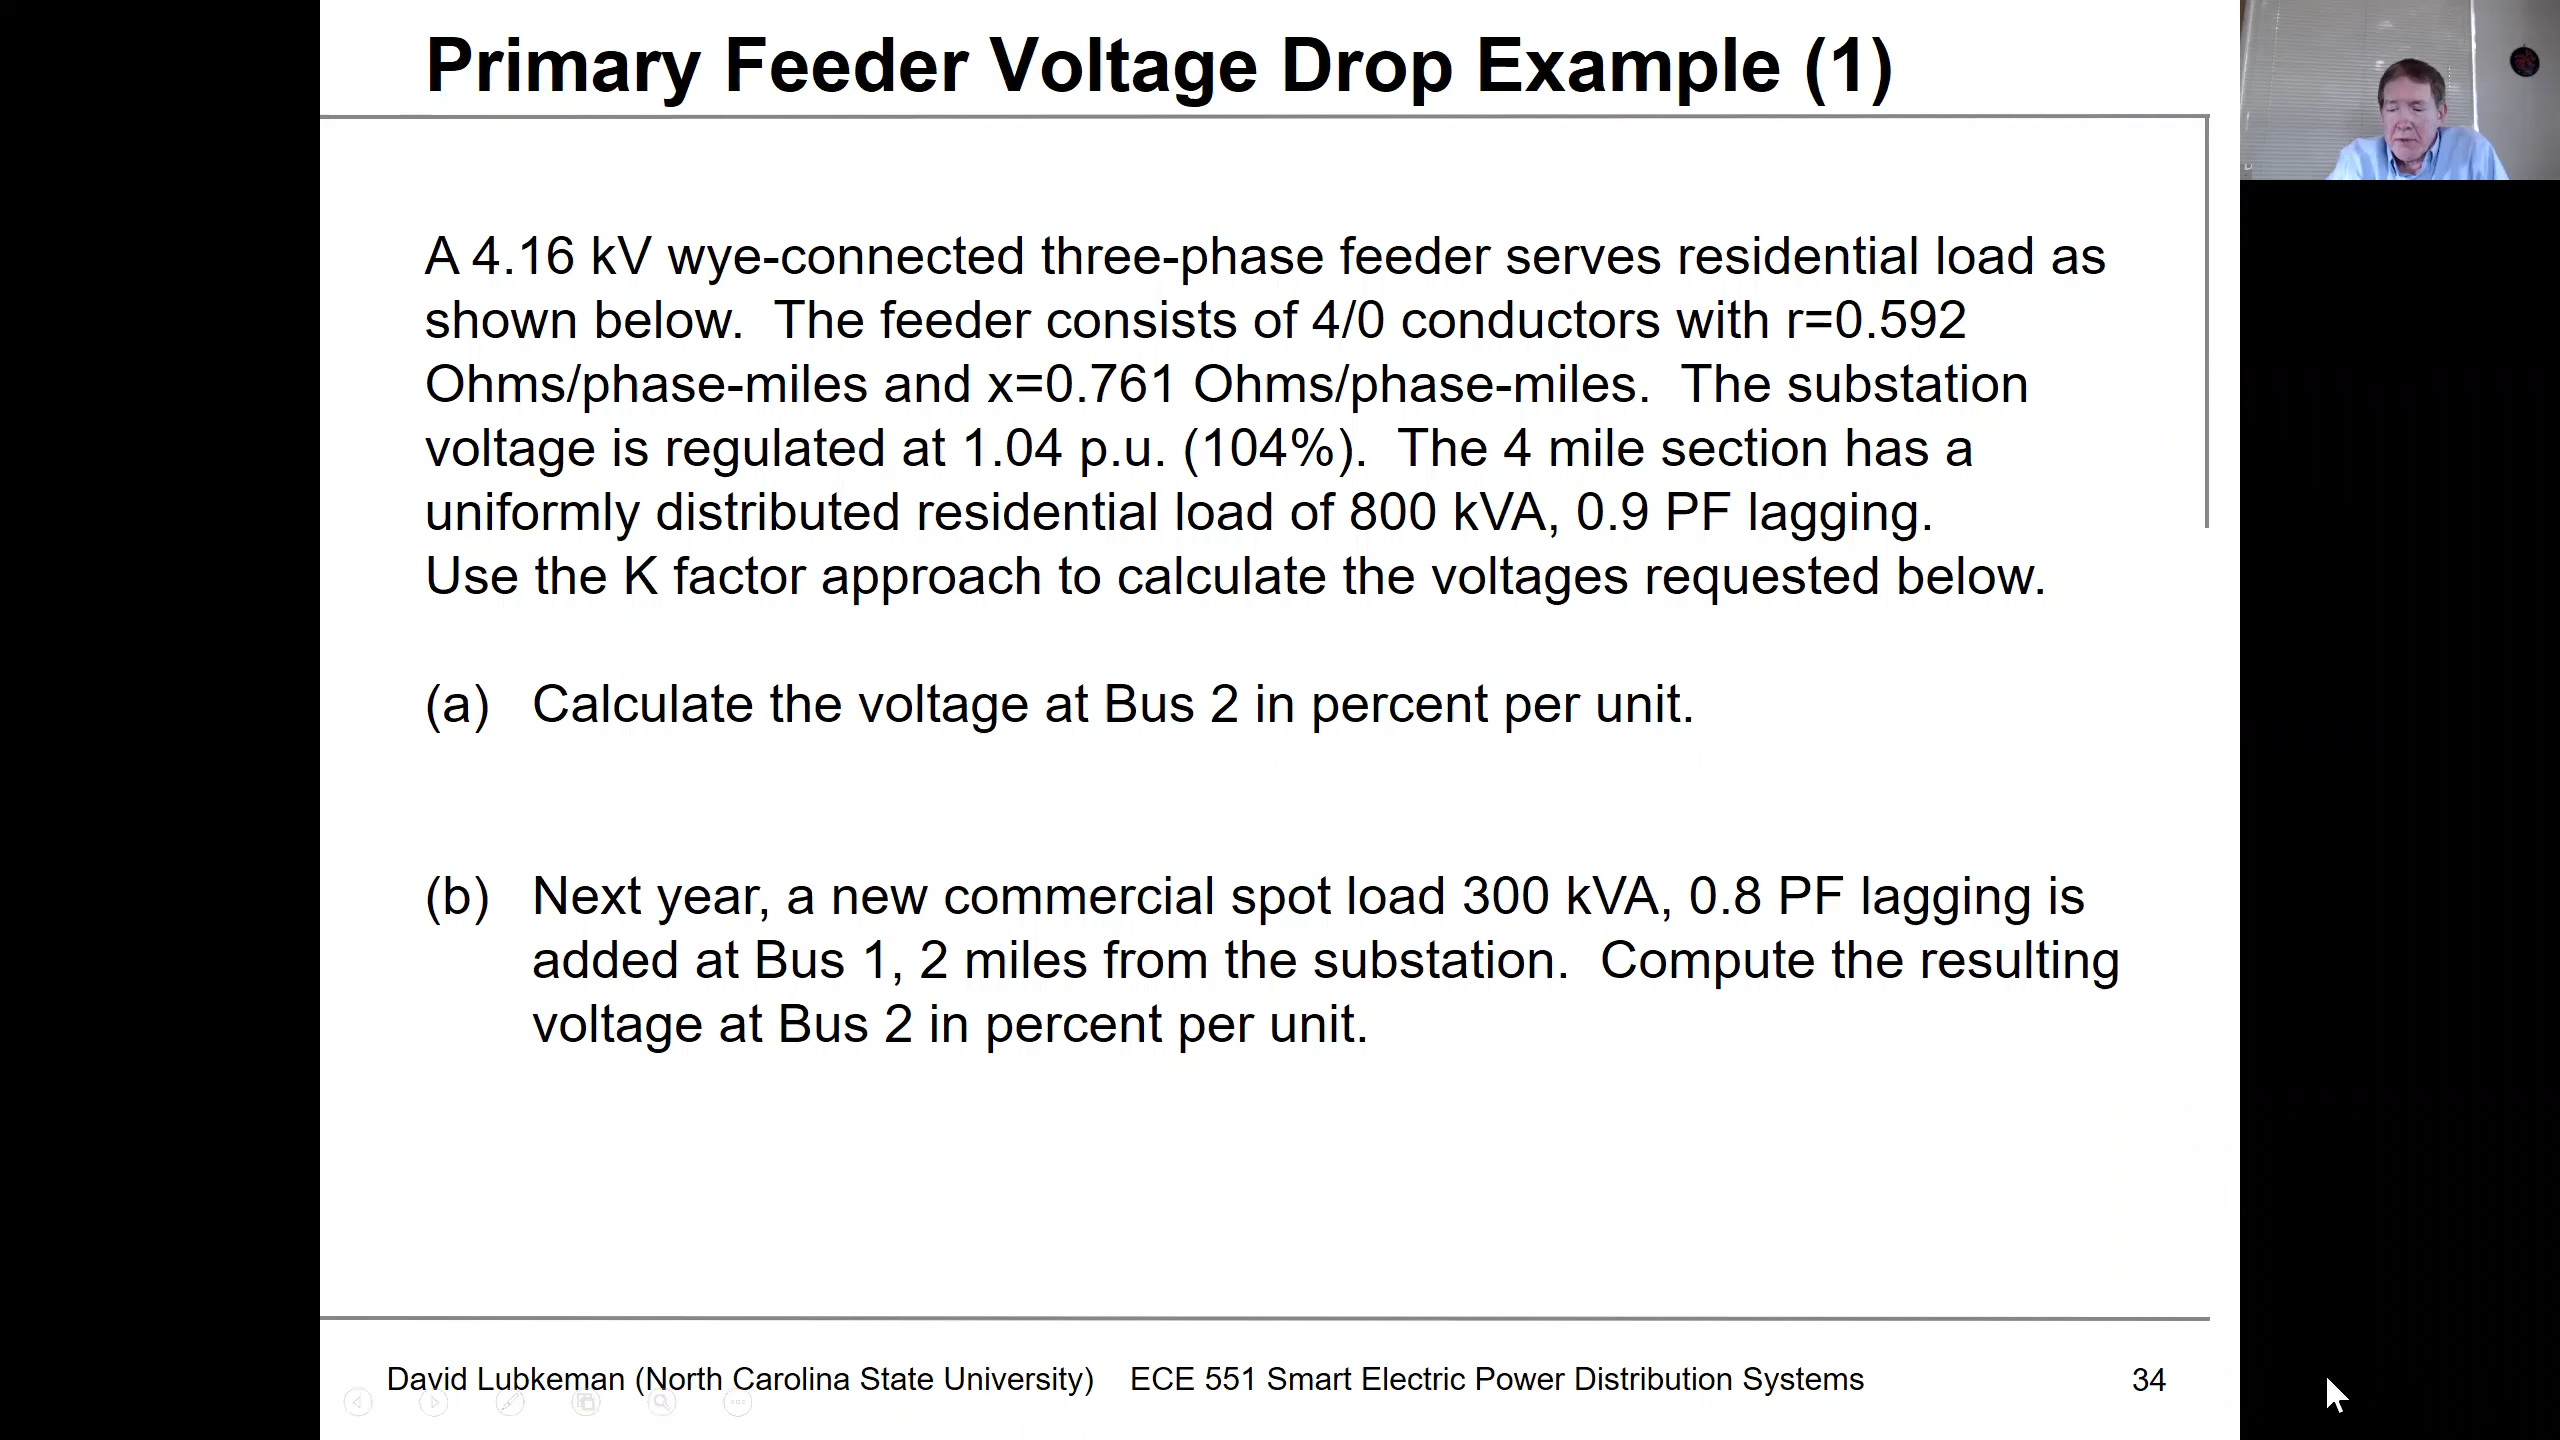 Primary Feeder Voltage Drop Example (1)
A 4.16 kV wye-connected three-phase feeder serves residential load as
shown below.  The feeder consists of 4/0 conductors with r=0.592
Ohms/phase-miles and x=0.761 Ohms/phase-miles.  The substation
voltage is regulated at 1.04 p.u. (104%).  The 4 mile section has a
uniformly distributed residential load of 800 kVA, 0.9 PF lagging.
Use the K factor approach to calculate the voltages requested below.
(a) Calculate the voltage at Bus 2 in percent per unit.
(b) Next year, a new commercial spot load 300 kVA, 0.8 PF lagging is
added at Bus 1, 2 miles from the substation.  Compute the resulting
voltage at Bus 2 in percent per unit.
David Lubkeman (North Carolina State University) ECE 551 Smart Electric Power Distribution Systems 34